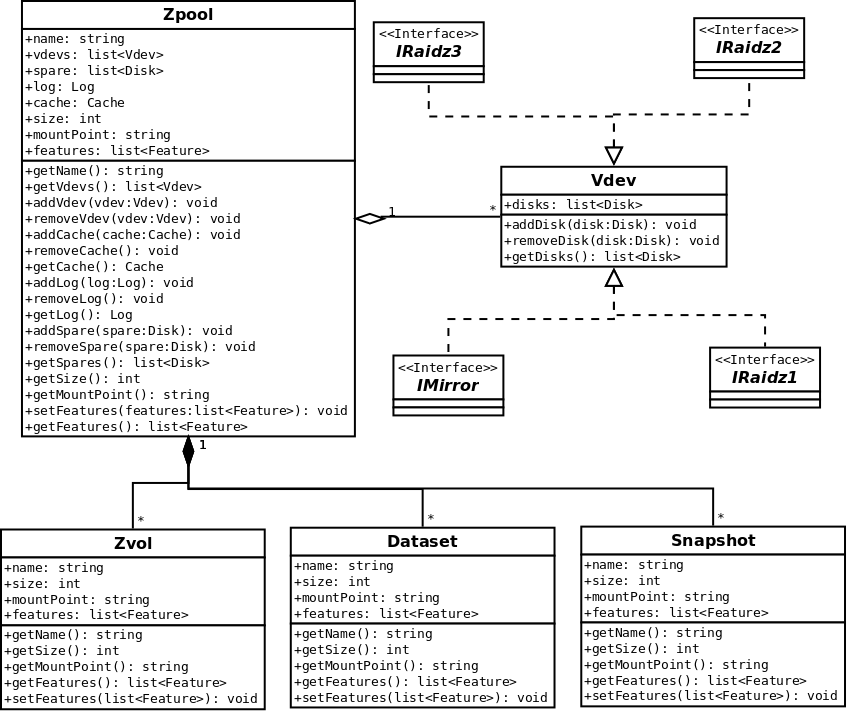 Zpool
+name: string
+vdevs: list<Vdev>
+spare: list<Disk>
+log: Log
+cache: Cache
+size: int
+mountPoint: string
+features: list<Feature>
+getName(): string
+getVdevs(): list<Vdev>
+addVdev(vdev:Vdev): void
+removeVdev(vdev:Vdev): void
+addCache(cache:Cache): void
+removeCache(): void
+getCache(): Cache
+addLog(log:Log): void
+removeLog(): void
+getLog(): Log
+addSpare(spare:Disk): void
+removeSpare(spare:Disk): void
+getSpares(): list<Disk>
+getSize(): int
+getMountPoint(): string
+setFeatures(features:list<Feature>): void
+getFeatures(): list<Feature>
<<Interface>>
IRaidz3
<<Interface>>
IRaidz2
1
*
Vdev
+disks: list<Disk>
+addDisk(disk:Disk): void
+removeDisk(disk:Disk): void
+getDisks(): list<Disk>
<<Interface>>
IMirror
<<Interface>>
IRaidz1
1
*
*
*
Zvol
+name: string
+size: int
+mountPoint: string
+features: list<Feature>
+getName(): string
+getSize(): int
+getMountPoint(): string
+getFeatures(): list<Feature>
+setFeatures(list<Feature>): void
Dataset
+name: string
+size: int
+mountPoint: string
+features: list<Feature>
+getName(): string
+getSize(): int
+getMountPoint(): string
+getFeatures(): list<Feature>
+setFeatures(list<Feature>): void
Snapshot
+name: string
+size: int
+mountPoint: string
+features: list<Feature>
+getName(): string
+getSize(): int
+getMountPoint(): string
+getFeatures(): list<Feature>
+setFeatures(list<Feature>): void